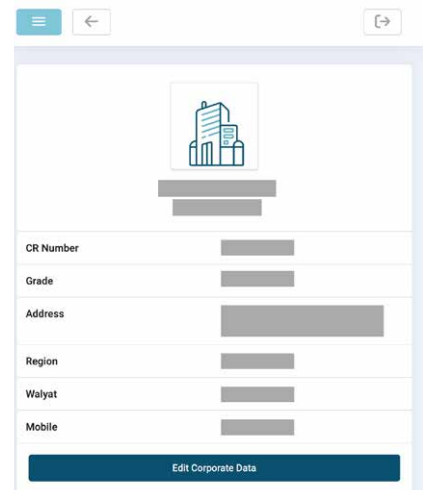 CR Number
Grade
Address
Region
Walyat
Mobile
Edit Corporate Data